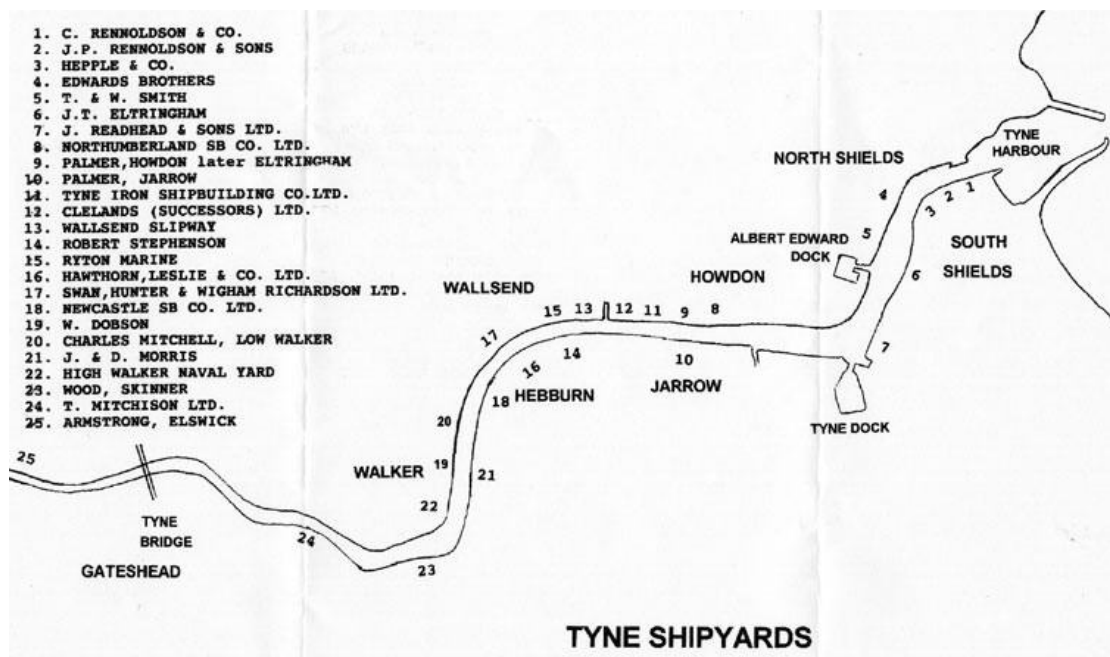 1. C. RENNOLDSON & CO.
2. J.P. RENNOLDSON & SONS
3. HEPPLE & CO.
4. EDWARDS BROTHERS
5. T. & W. SMITH
6. J.T. ELTRINGHAM
7. J. READHEAD & SONS LTD.
8. NORTHUMBERLAND SB CO. LTD.
9. PALMER,HOWDON later ELTRINGHAM
10. PALMER, JARROW
11. TYNE IRON SHIPBUILDING CO.LTD.
12. CLELANDS (SUCCESSORS) LTD.
13. WALLSEND SLIPWAY
14. ROBERT STEPHENSON
15. RYTON MARINE
16. HAWTHORN,LESLIE & CO. LTD.
17. SWAN,HUNTER & WIGHAM RICHARDSON LTD.
18. NEWCASTLE SB CO. LTD.
19. W. DOBSON
20. CHARLES MITCHELL, LOW WALKER
21. J. & D. MORRIS
22. HIGH WALKER NAVAL YARD
23. WOOD, SKINNER
24. T. MITCHISON LTD.
25. ARMSTRONG, ELSWICK
TYNE
HARBOUR
NORTH SHIELDS
4
3
2
1
5
ALBERT EDWARD
DOCK
SOUTH
SHIELDS
6
HOWDON
WALLSEND
17
15
13
12
11
9
8
7
14
10
16
HEBBURN
JARROW
18
TYNE DOCK
20
WALKER
19
21
22
25
TYNE
BRIDGE
24
23
GATESHEAD
TYNE SHIPYARDS